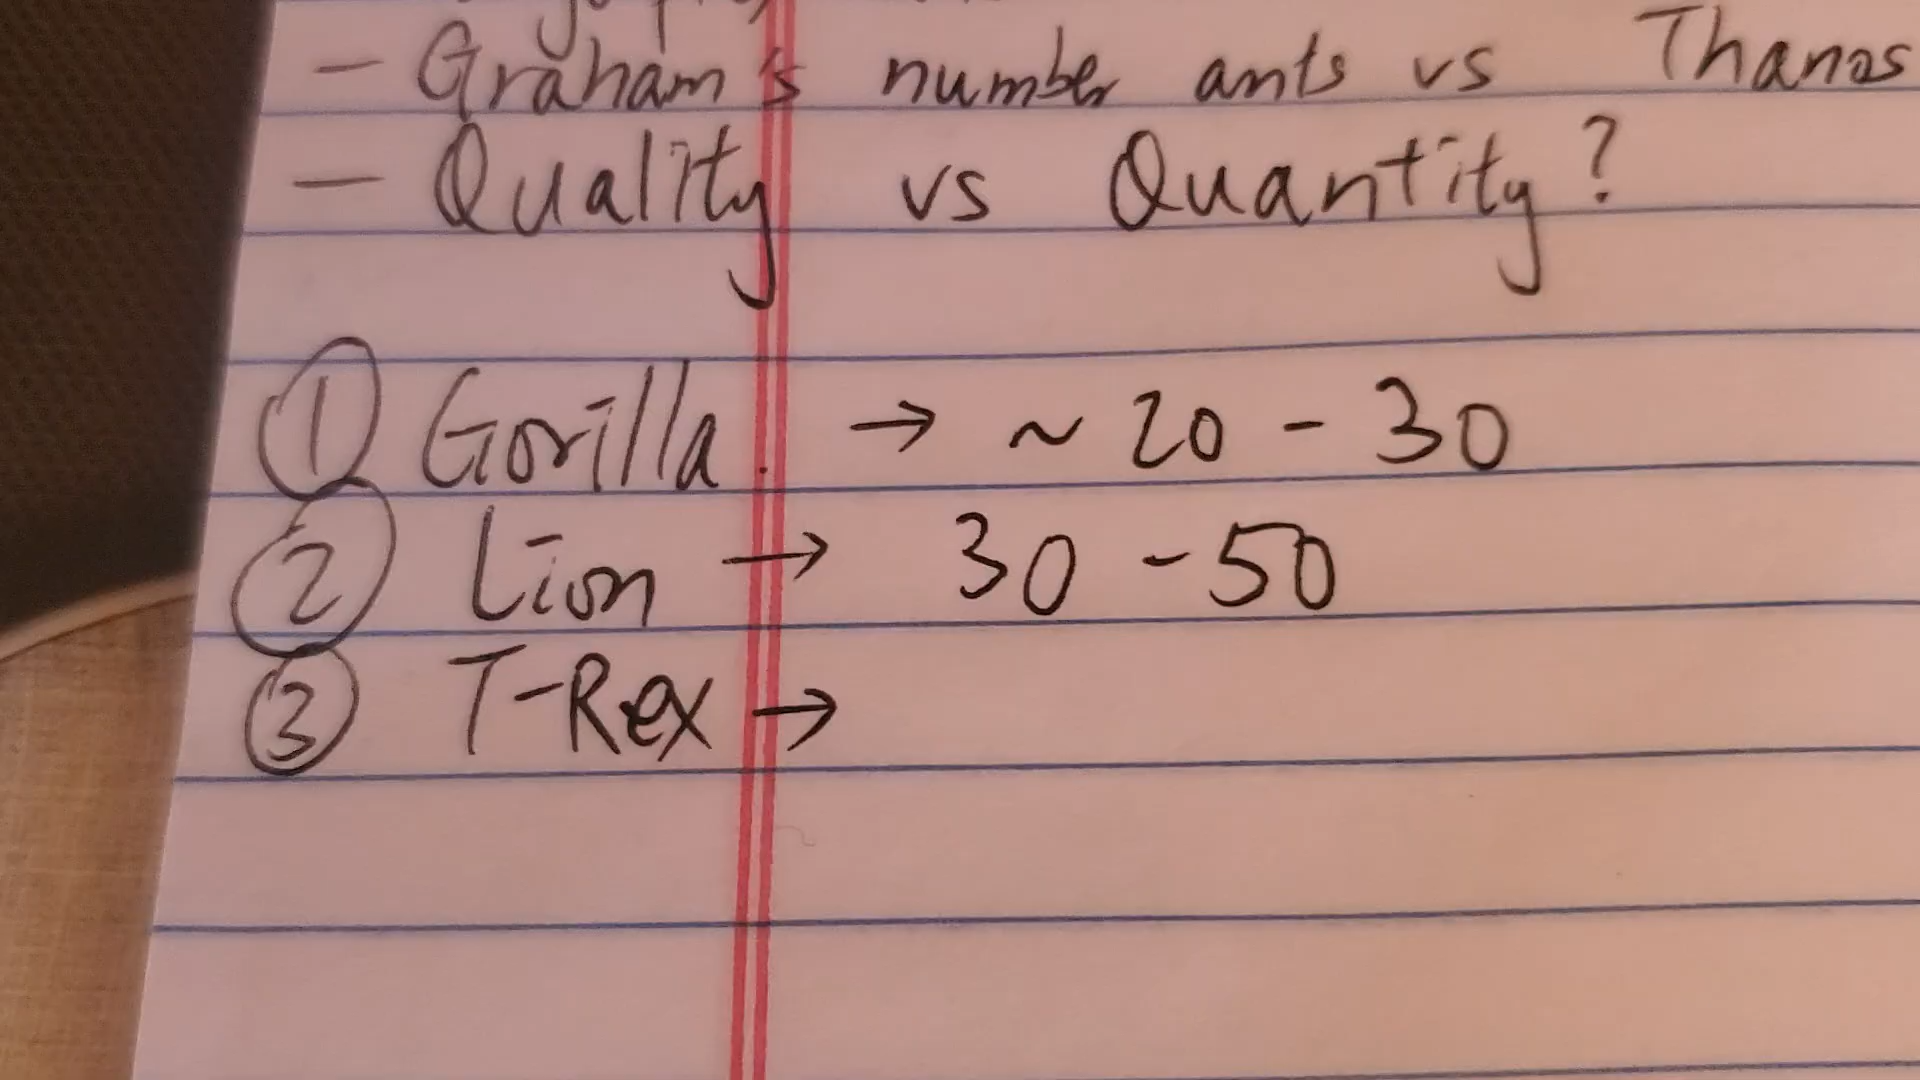 - Graham's number ants vs Thanos
- Quality vs Quantity?
① Gorilla. → ~ 20 - 30
② Lion → 30 - 50
③ T-Rex →